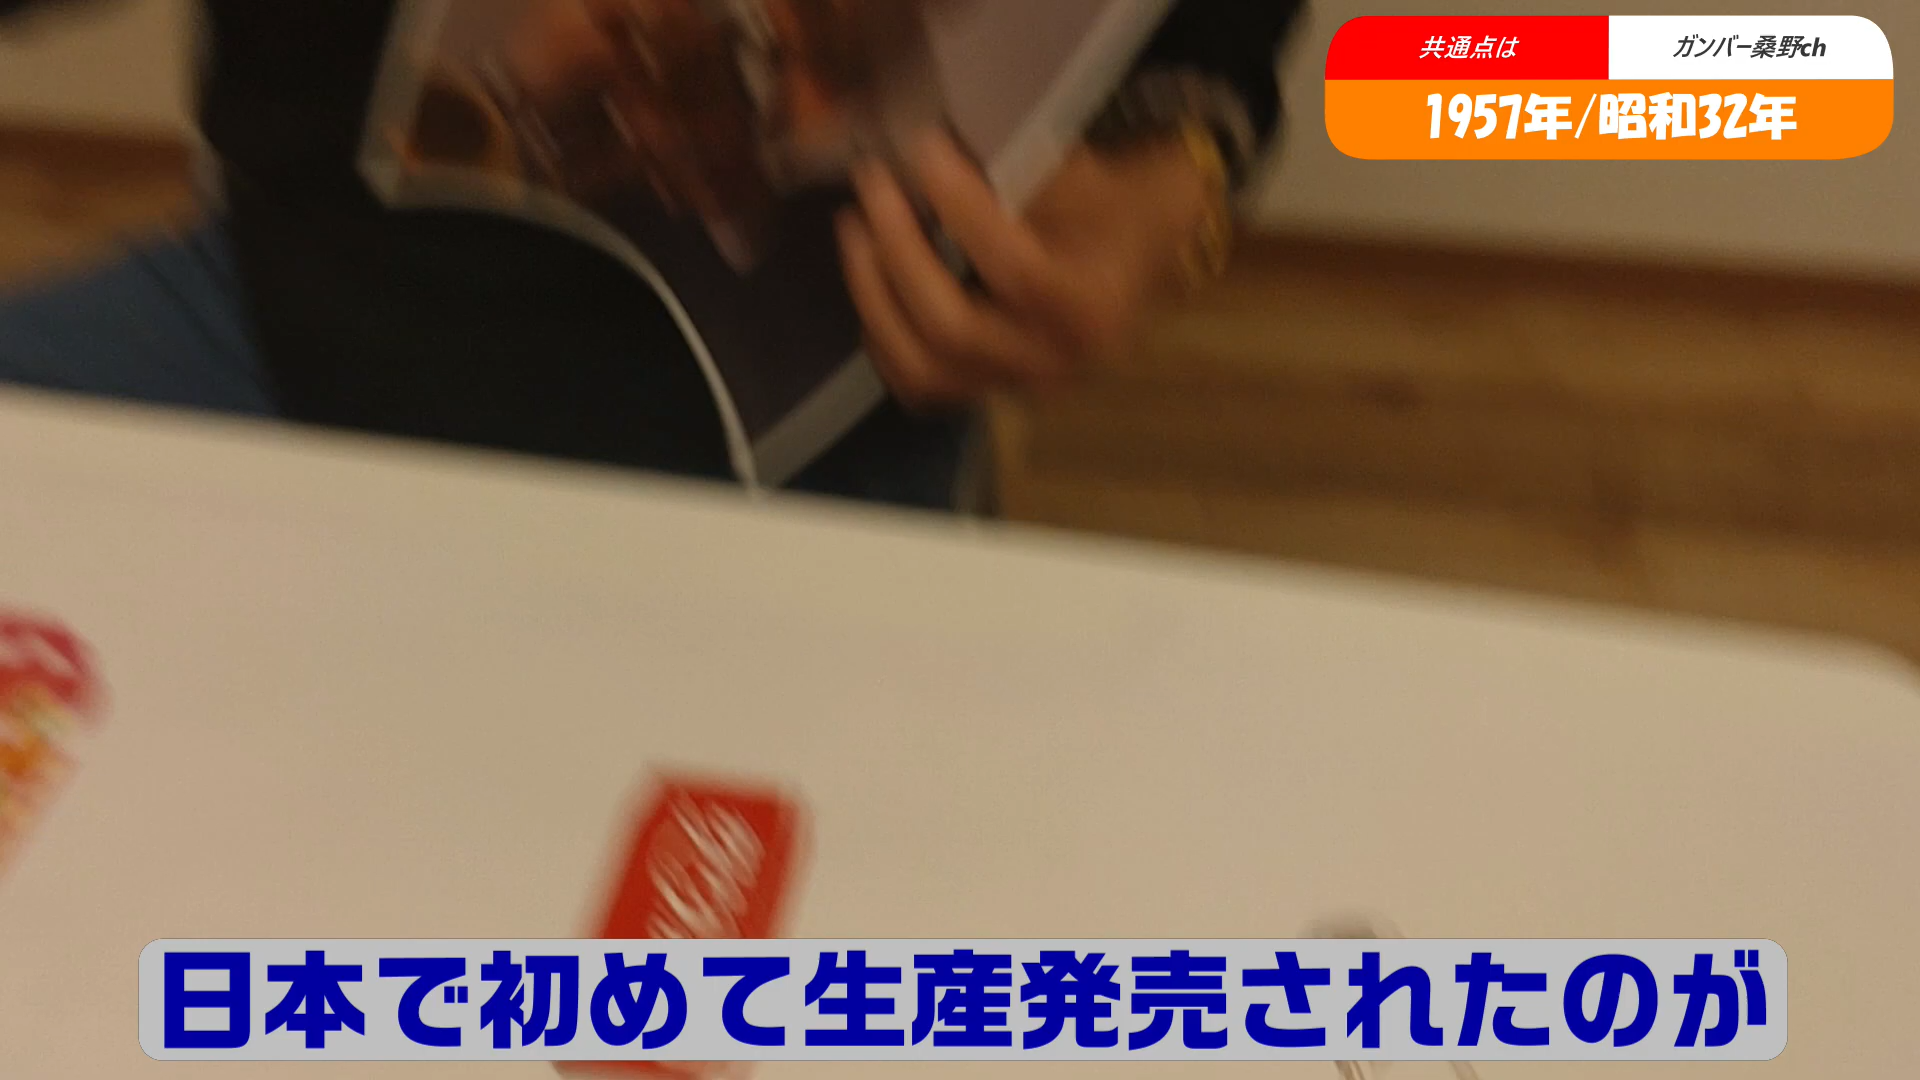 共通点は
ガンバー桑野ch
1957年/昭和32年
日本で初めて生産発売されたのが